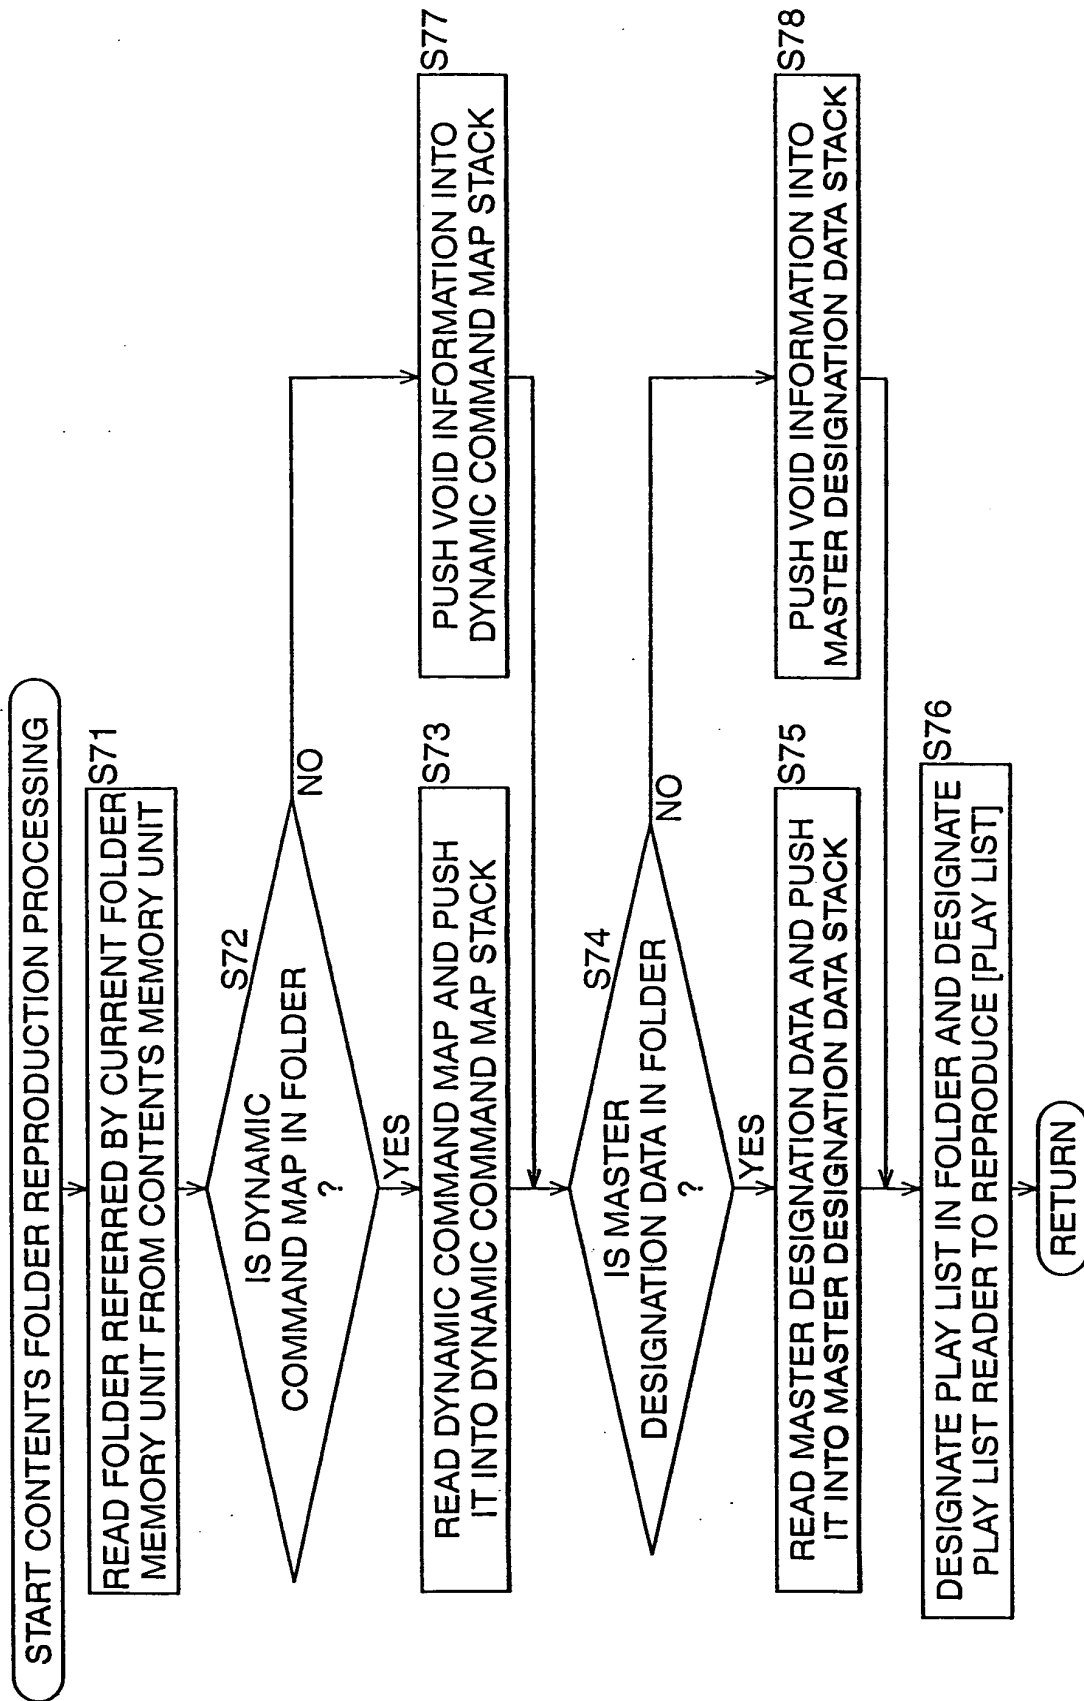 START CONTENTS FOLDER REPRODUCTION PROCESSING
S71
READ FOLDER REFERRED BY CURRENT FOLDER
MEMORY UNIT FROM CONTENTS MEMORY UNIT
S72
IS DYNAMIC
COMMAND MAP IN FOLDER
?
NO
YES
S73
READ DYNAMIC COMMAND MAP AND PUSH
IT INTO DYNAMIC COMMAND MAP STACK
S77
PUSH VOID INFORMATION INTO
DYNAMIC COMMAND MAP STACK
S74
IS MASTER
DESIGNATION DATA IN FOLDER
?
NO
YES
S75
READ MASTER DESIGNATION DATA AND PUSH
IT INTO MASTER DESIGNATION DATA STACK
S78
PUSH VOID INFORMATION INTO
MASTER DESIGNATION DATA STACK
S76
DESIGNATE PLAY LIST IN FOLDER AND DESIGNATE
PLAY LIST READER TO REPRODUCE [PLAY LIST]
RETURN